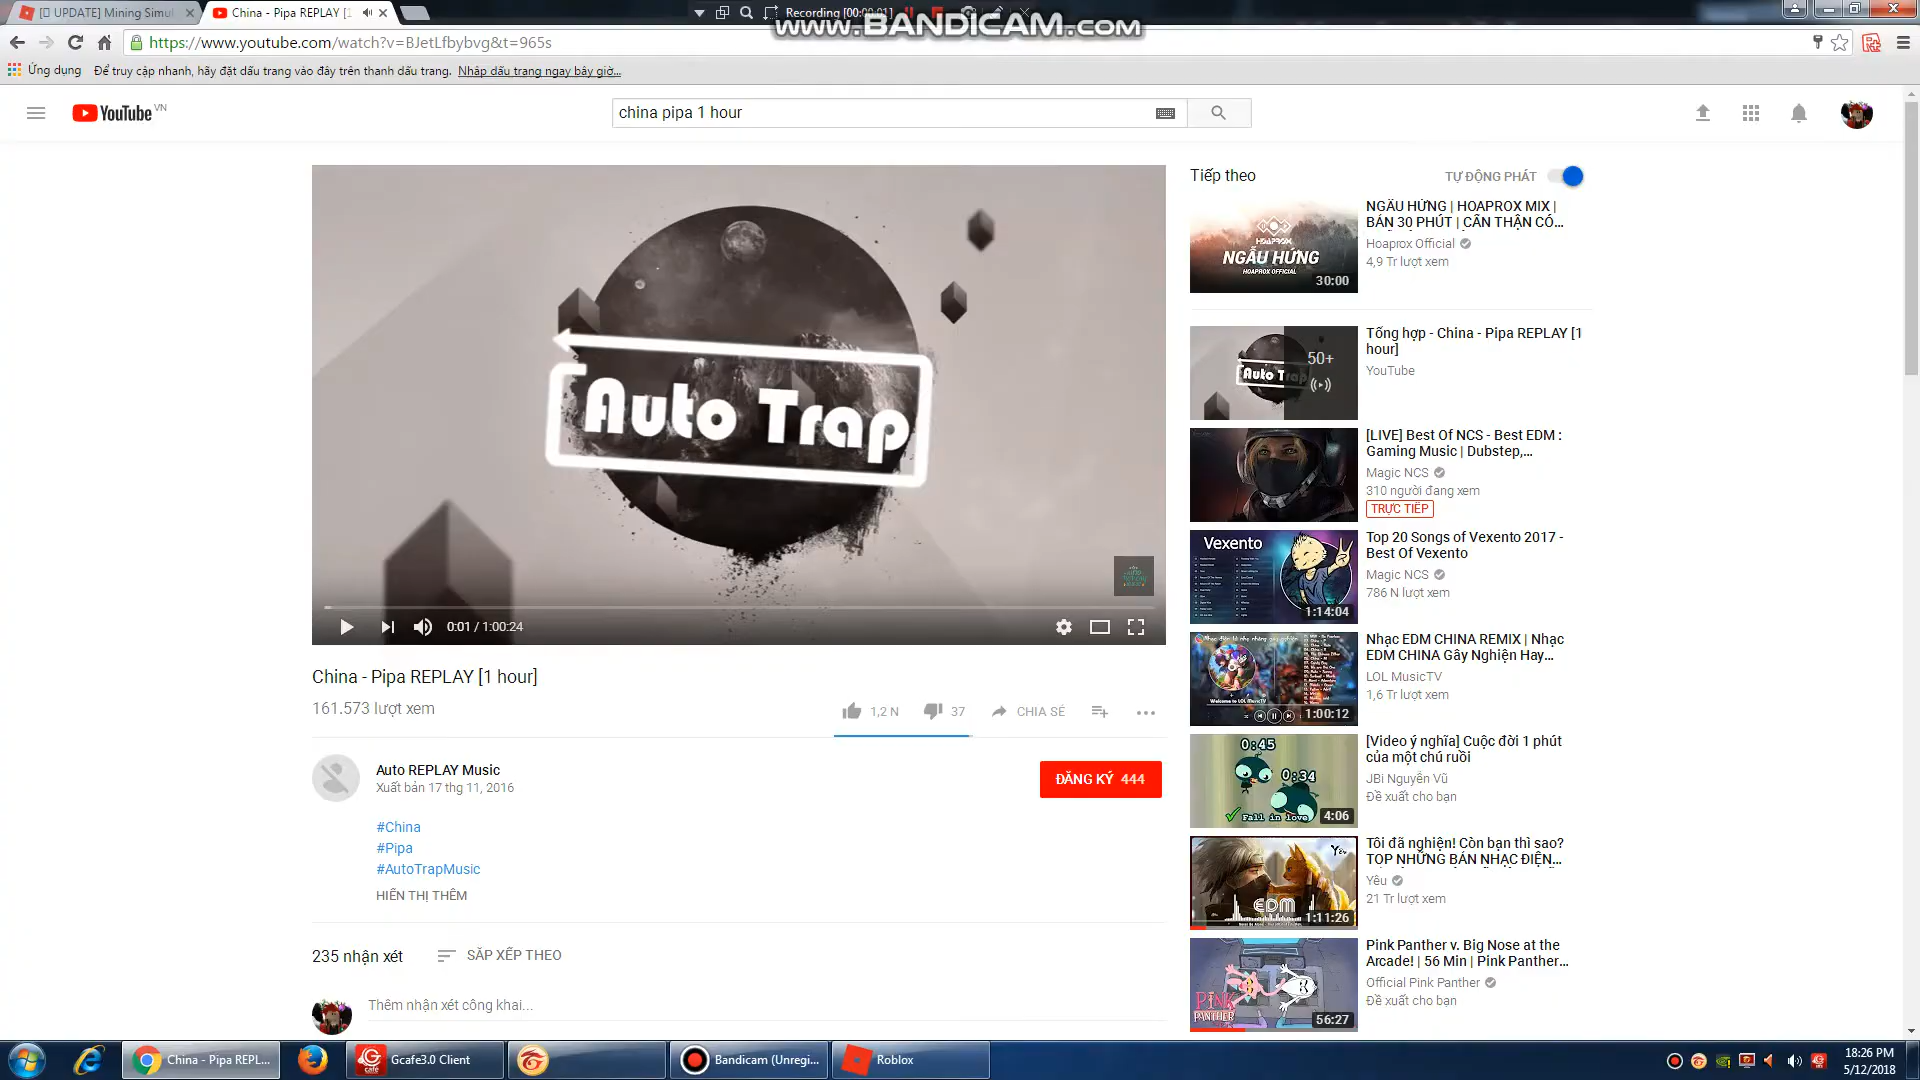 [▯ UPDATE] Mining Simul
China - Pipa REPLAY [1
Recording [00:00:01]
www.BANDICAM.com
https://www.youtube.com/watch?v=BJetLfbybvg&t=965s
Ứng dụng
Để truy cập nhanh, hãy đặt dấu trang vào đây trên thanh dấu trang.
Nhập dấu trang ngay bây giờ...
YouTube VN
china pipa 1 hour
Auto Trap
0:01 / 1:00:24
China - Pipa REPLAY [1 hour]
161.573 lượt xem
1,2 N
37
CHIA SẺ
Auto REPLAY Music
Xuất bản 17 thg 11, 2016
ĐĂNG KÝ 444
#China
#Pipa
#AutoTrapMusic
HIỂN THỊ THÊM
235 nhận xét
SẮP XẾP THEO
Thêm nhận xét công khai...
Tiếp theo
TỰ ĐỘNG PHÁT
HOAPROX
NGẪU HỨNG
HOAPROX OFFICIAL
30:00
NGẪU HỨNG | HOAPROX MIX |
BẢN 30 PHÚT | CẨN THẬN CÓ...
Hoaprox Official
4,9 Tr lượt xem
Auto Trap
50+
Tổng hợp - China - Pipa REPLAY [1
hour]
YouTube
[LIVE] Best Of NCS - Best EDM :
Gaming Music | Dubstep,...
Magic NCS
310 người đang xem
TRỰC TIẾP
Vexento
1:14:04
Top 20 Songs of Vexento 2017 -
Best Of Vexento
Magic NCS
786 N lượt xem
Welcome to LOL MusicTV
1:00:12
Nhạc EDM CHINA REMIX | Nhạc
EDM CHINA Gây Nghiện Hay...
LOL MusicTV
1,6 Tr lượt xem
0:45
0:34
Fall in love
4:06
[Video ý nghĩa] Cuộc đời 1 phút
của một chú ruồi
JBi Nguyễn Vũ
Đề xuất cho bạn
Yêu
EDM
1:11:26
Tôi đã nghiện! Còn bạn thì sao?
TOP NHỮNG BẢN NHẠC ĐIỆN...
Yêu
21 Tr lượt xem
PINK
PANTHER
56:27
Pink Panther v. Big Nose at the
Arcade! | 56 Min | Pink Panther...
Official Pink Panther
Đề xuất cho bạn
China - Pipa REPL...
Gcafe3.0 Client
Bandicam (Unregi...
Roblox
18:26 PM
5/12/2018